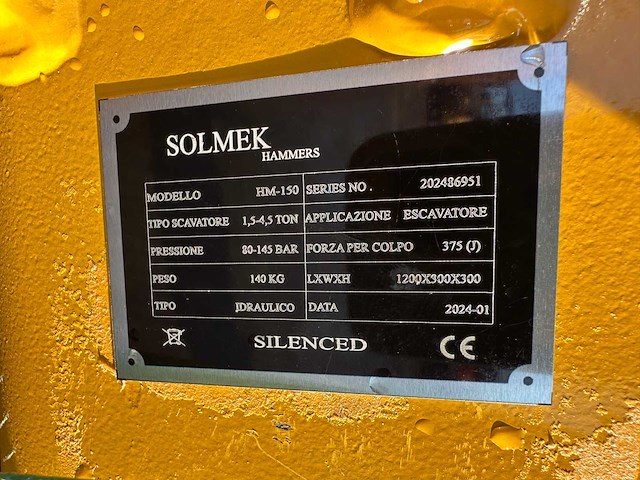 SOLMEK
HAMMERS
MODELLO HM-150 SERIES NO . 202486951
TIPO SCAVATORE 1,5-4,5 TON APPLICAZIONE ESCAVATORE
PRESSIONE 80-145 BAR FORZA PER COLPO 375 (J)
PESO 140 KG LXWXH 1200X300X300
TIPO IDRAULICO DATA 2024-01
SILENCED CE